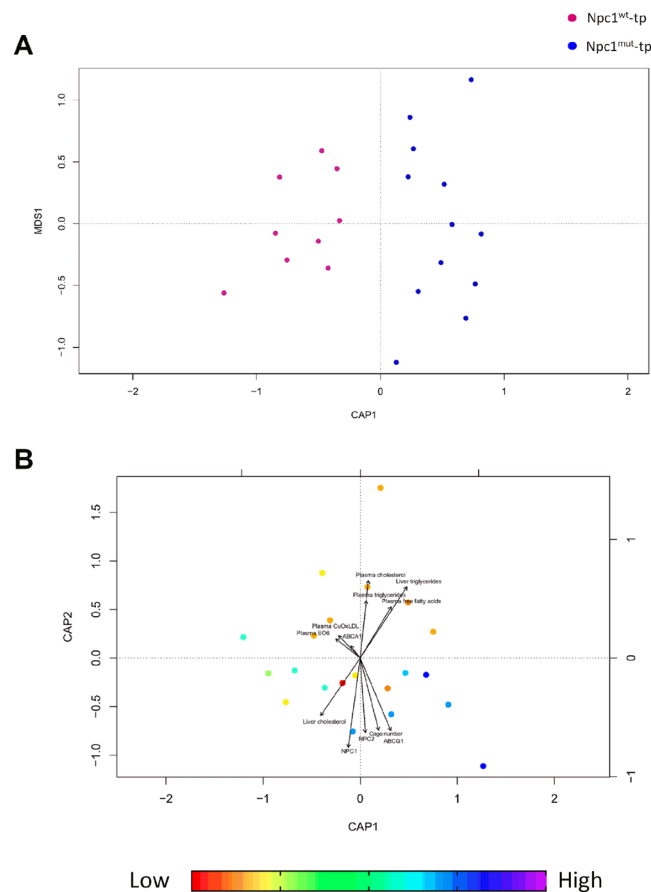 Npc1wt-tp
Npc1mut-tp
A
1.0
0.5
0.0
−0.5
−1.0
MDS1
−2
−1
0
1
2
CAP1
B
1.5
1.0
0.5
0.0
−0.5
−1.0
CAP2
1
0
−1
Plasma cholesterol
Liver triglycerides
Plasma triglycerides
Plasma free fatty acids
Plasma CuOxLDL
Plasma EO6
ABCA1
Liver cholesterol
NPC1
NPC2
Cage number
ABCG1
−2
−1
0
1
2
CAP1
Low
High